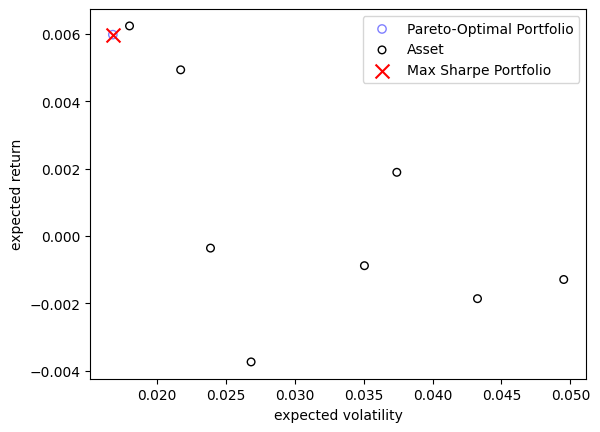 0.006
0.004
0.002
0.000
−0.002
−0.004
expected return
Pareto-Optimal Portfolio
Asset
Max Sharpe Portfolio
0.020 0.025 0.030 0.035 0.040 0.045 0.050
expected volatility